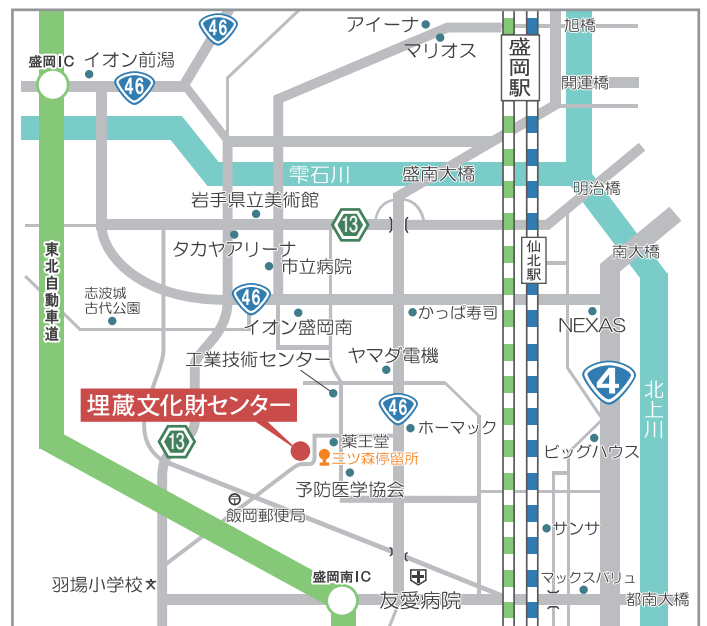 46
アイーナ
マリオス
旭橋
盛岡IC
イオン前潟
46
盛岡駅
開運橋
雫石川
盛南大橋
明治橋
岩手県立美術館
13
タカヤアリーナ
市立病院
仙北駅
南大橋
東北自動車道
志波城
古代公園
46
イオン盛岡南
かっぱ寿司
NEXAS
工業技術センター
ヤマダ電機
4
北上川
埋蔵文化財センター
46
13
薬王堂
ホーマック
三ツ森停留所
ビッグハウス
予防医学協会
飯岡郵便局
サンサ
羽場小学校
盛岡南IC
友愛病院
マックスバリュ
都南大橋